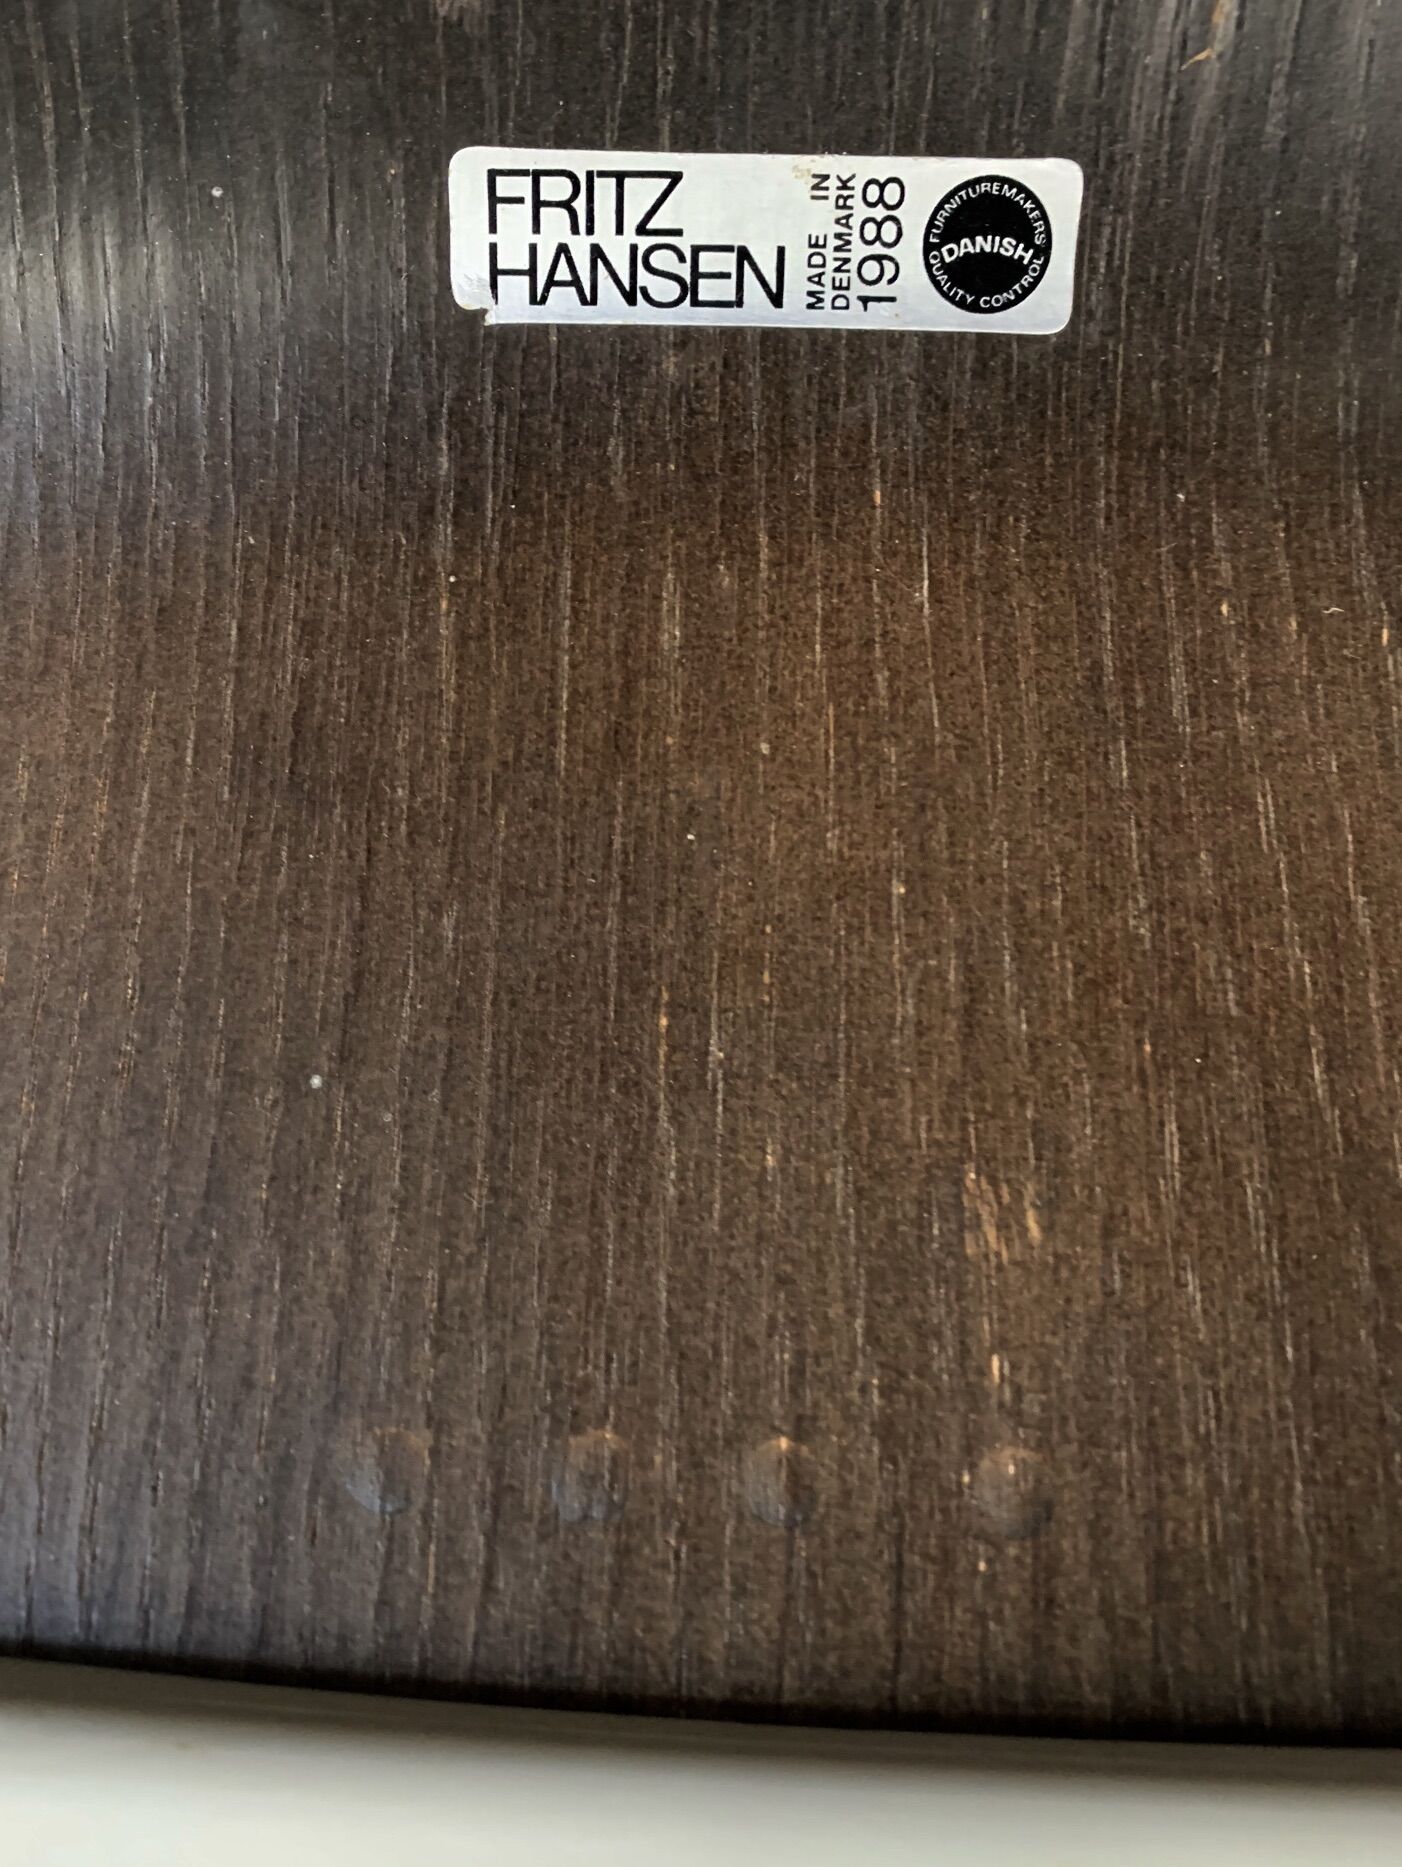 FRITZ
HANSEN
MADE IN
DENMARK
1988
FURNITUREMAKERS'
DANISH
QUALITY CONTROL